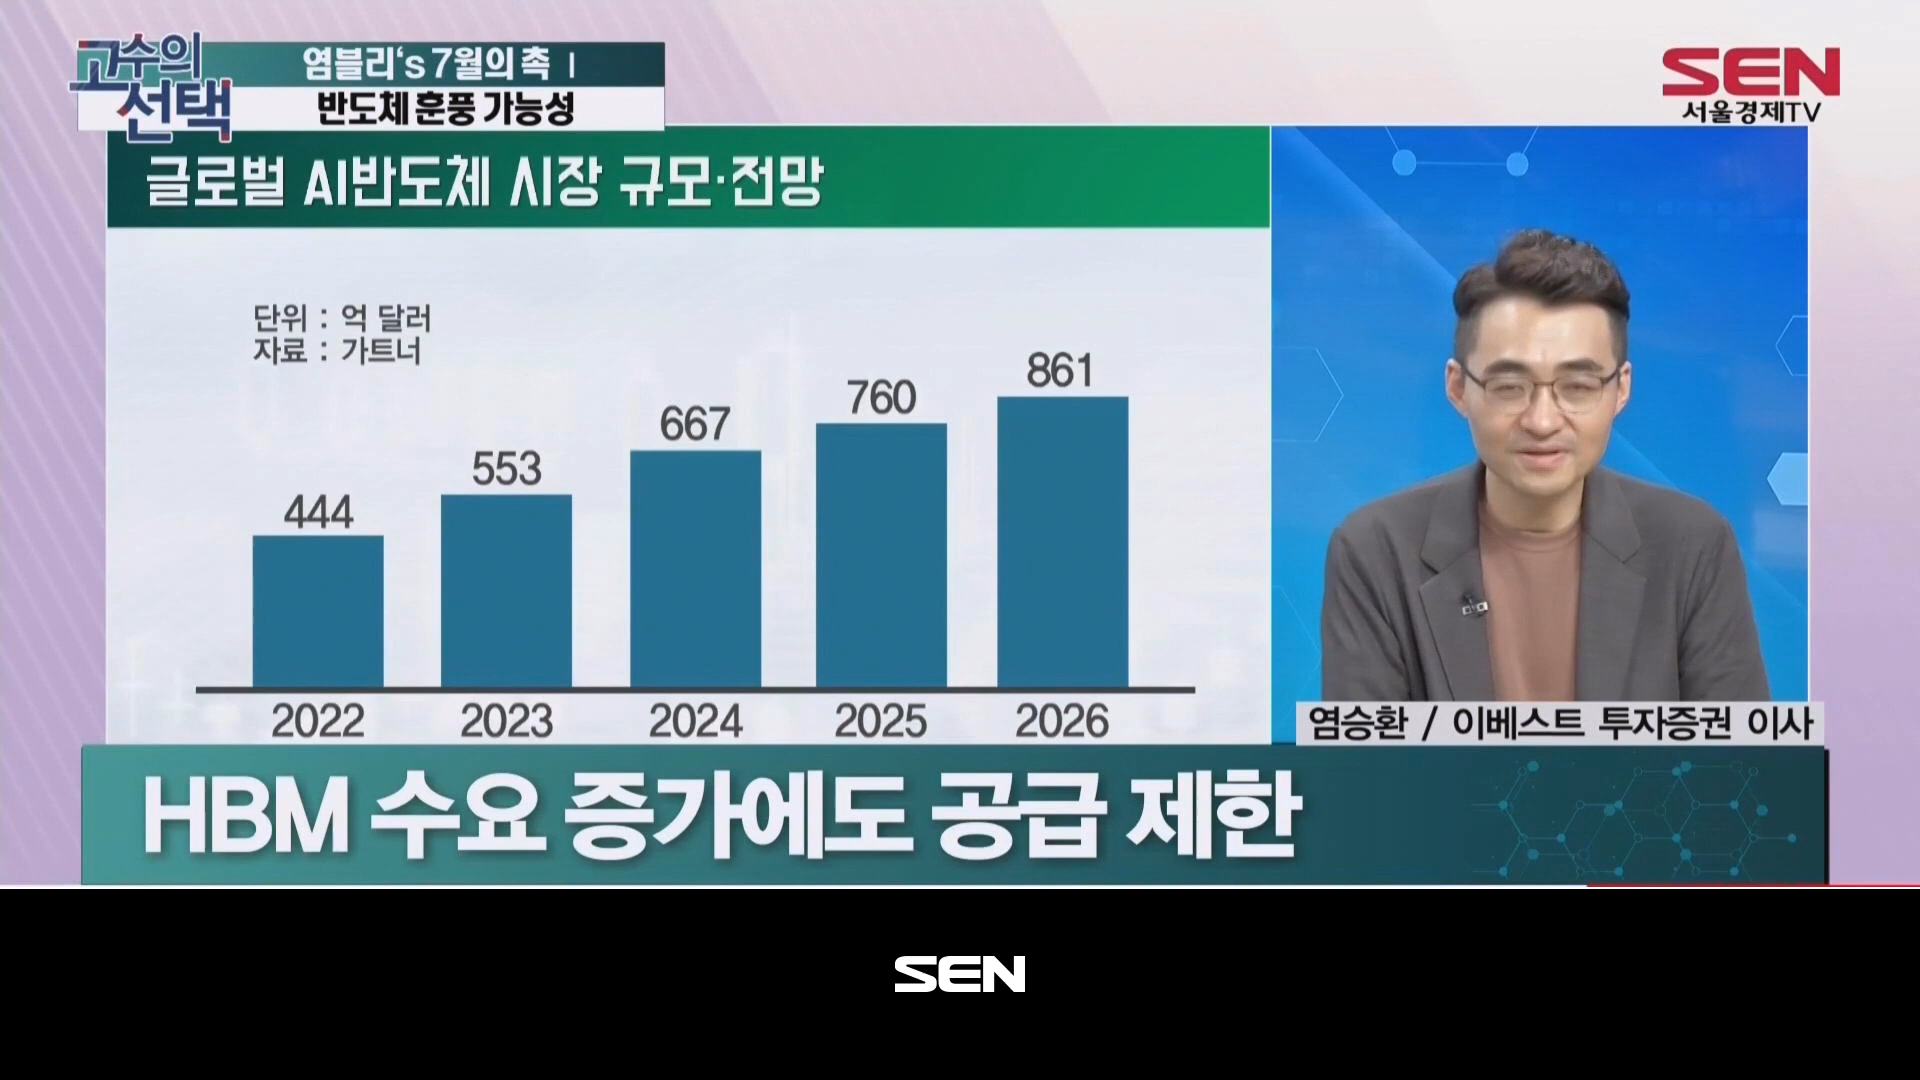 고수의
선택
염블리‘s 7월의 촉 ㅣ
반도체 훈풍 가능성
SEN
서울경제TV
글로벌 AI반도체 시장 규모·전망
단위 : 억 달러
자료 : 가트너
444
553
667
760
861
2022
2023
2024
2025
2026
염승환 / 이베스트 투자증권 이사
HBM 수요 증가에도 공급 제한
SEN